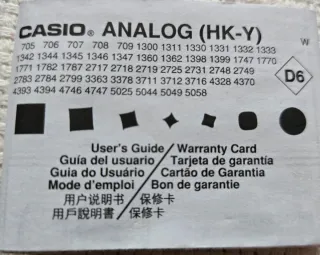 CASIO® ANALOG (HK-Y)
W
705 706 707 708 709 1300 1311 1330 1331 1332 1333
1342 1344 1345 1346 1347 1360 1362 1398 1399 1747 1770
1771 1782 1787 2317 2718 2719 2725 2731 2748 2749
2783 2784 2799 3363 3378 3711 3712 3716 4328 4370
4393 4394 4746 4747 5025 5044 5049 5058
D6
User's Guide / Warranty Card
Guía del usuario / Tarjeta de garantía
Guia do Usuário / Cartão de Garantia
Mode d'emploi / Bon de garantie
用户说明书 / 保修卡
用戶說明書 / 保修卡